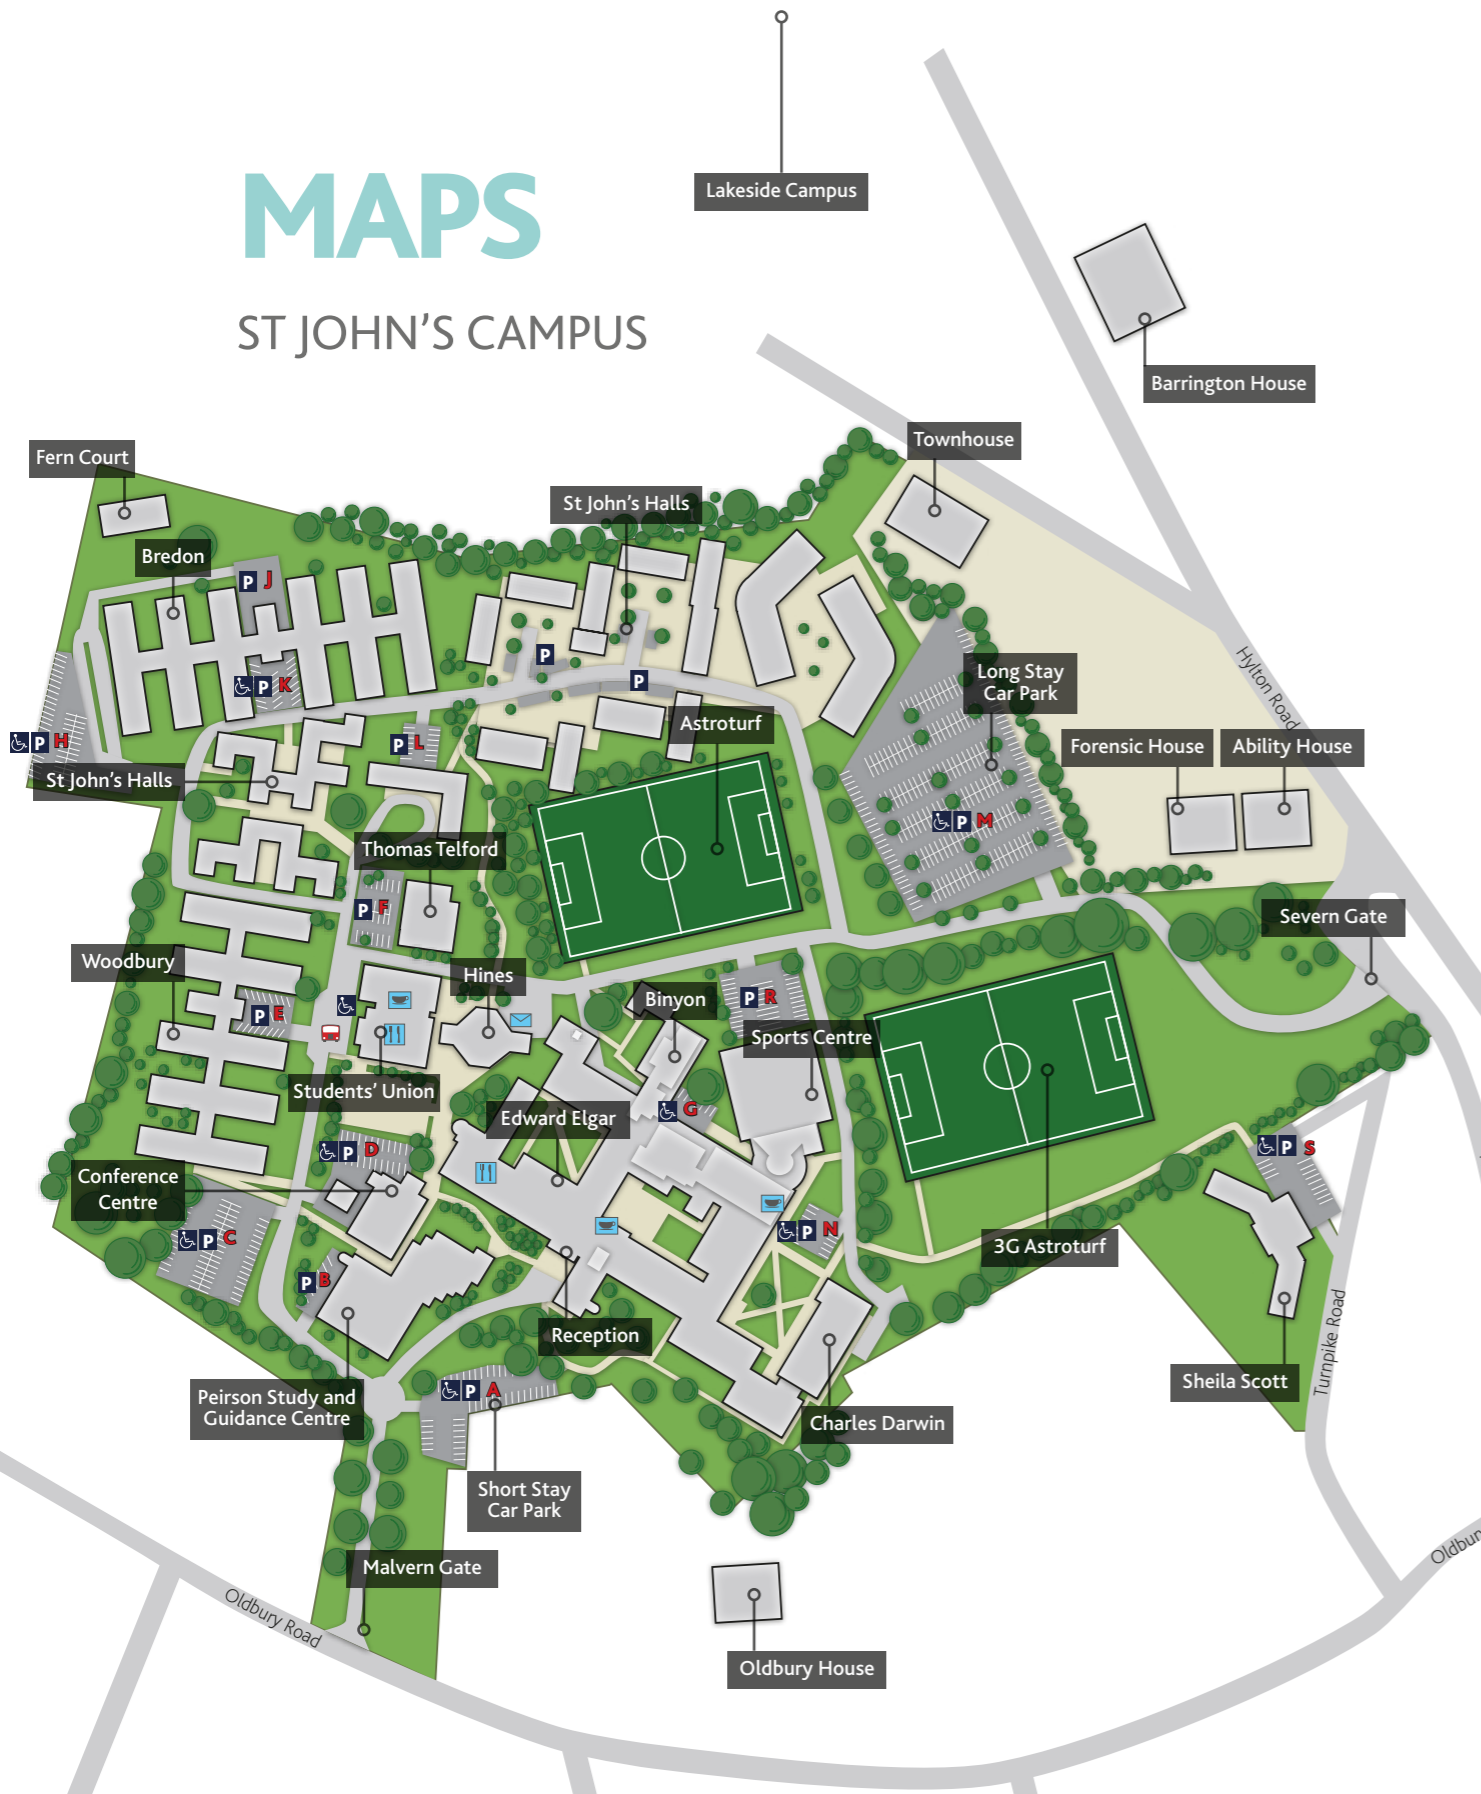 Lakeside Campus
MAPS
ST JOHN'S CAMPUS
Barrington House
Townhouse
Fern Court
St John's Halls
Bredon
P J
P
P K
P
Long Stay
Car Park
Hylton Road
Astroturf
P H
P L
Forensic House
Ability House
St John's Halls
P M
Thomas Telford
P F
Severn Gate
Woodbury
Hines
Binyon
P R
P E
Sports Centre
Students' Union
Edward Elgar
G
P D
P S
Conference
Centre
P C
P N
3G Astroturf
P B
Reception
Turnpike Road
Sheila Scott
P A
Peirson Study and
Guidance Centre
Charles Darwin
Short Stay
Car Park
Malvern Gate
Oldbury Road
Oldbury House